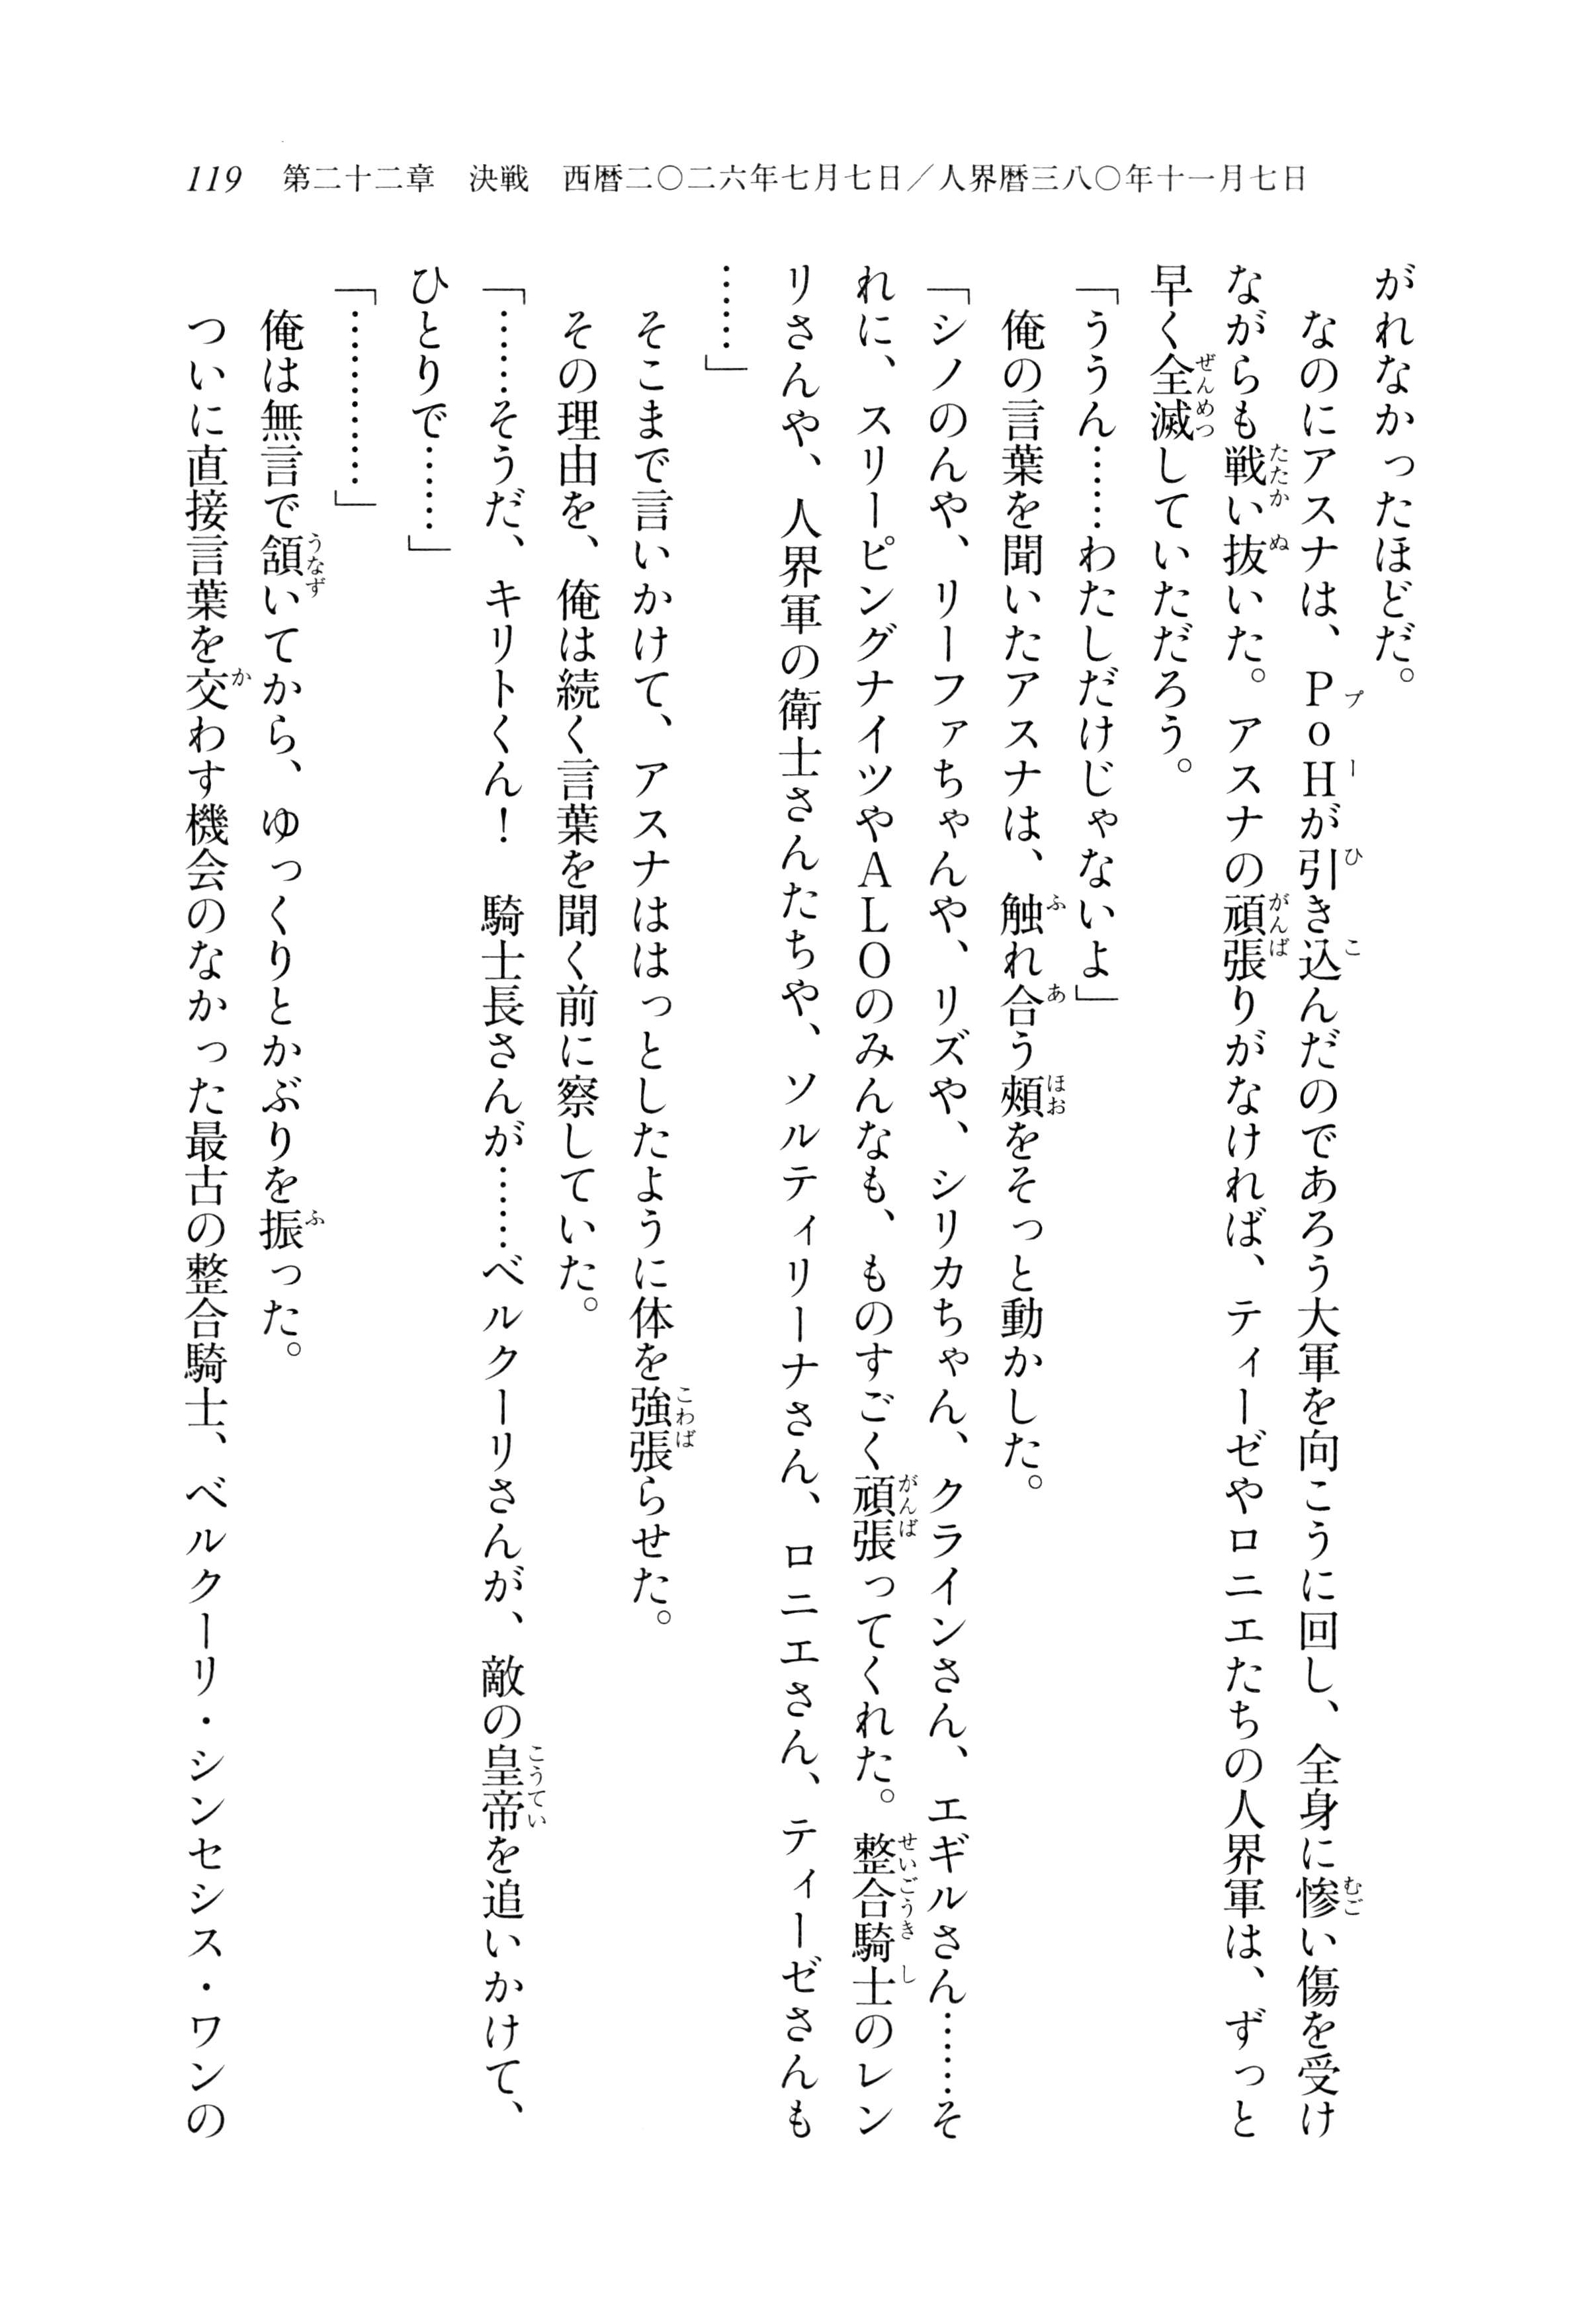 119　第二十二章　決戦　西暦二〇二六年七月七日／人界暦三八〇年十一月七日
がれなかったほどだ。
　なのにアスナは、PoHが引き込んだのであろう大軍を向こうに回し、全身に惨い傷を受け
ながらも戦い抜いた。アスナの頑張りがなければ、ティーゼやロニエたちの人界軍は、ずっと
早く全滅していただろう。
「ううん……わたしだけじゃないよ」
　俺の言葉を聞いたアスナは、触れ合う頰をそっと動かした。
「シノのんや、リーファちゃんや、リズや、シリカちゃん、クラインさん、エギルさん……そ
れに、スリーピングナイツやALOのみんなも、ものすごく頑張ってくれた。整合騎士のレン
リさんや、人界軍の衛士さんたちや、ソルティリーナさん、ロニエさん、ティーゼさんも
……」
　そこまで言いかけて、アスナははっとしたように体を強張らせた。
　その理由を、俺は続く言葉を聞く前に察していた。
「……そうだ、キリトくん！　騎士長さんが……ベルクーリさんが、敵の皇帝を追いかけて、
ひとりで……」
「…………」
　俺は無言で頷いてから、ゆっくりとかぶりを振った。
　ついに直接言葉を交わす機会のなかった最古の整合騎士、ベルクーリ・シンセシス・ワンの